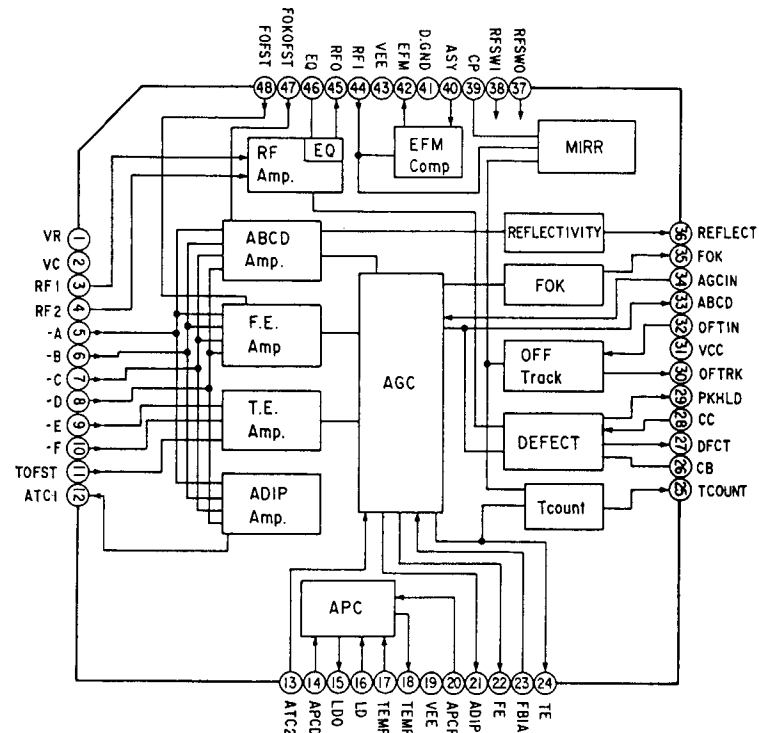 FOFST
FOKOFST
EQ
RFO
RFI
VEE
EFM
D.GND
ASY
CP
RFSWI
RFSWO
48
47
46
45
44
43
42
41
40
39
38
37
RF
Amp.
EQ
EFM
Comp
MIRR
VR 1
VC 2
RF1 3
RF2 4
-A 5
-B 6
-C 7
-D 8
-E 9
-F 10
TOFST 11
ATC1 12
ABCD
Amp.
F.E.
Amp
T.E.
Amp.
ADIP
Amp.
AGC
REFLECTIVITY
FOK
OFF
Track
DEFECT
Tcount
APC
36 REFLECT
35 FOK
34 AGCIN
33 ABCD
32 OFTIN
31 VCC
30 OFTRK
29 PKHLD
28 CC
27 DFCT
26 CB
25 TCOUNT
13
14
15
16
17
18
19
20
21
22
23
24
ATC2
APCD
LDO
LD
VEE
ADIP
FE
FBIA
TE